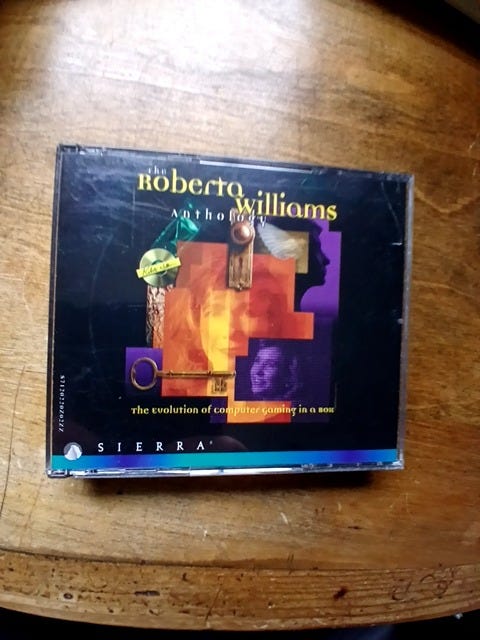 the
Roberta
Williams
Anthology
The Evolution of Computer Gaming in a Box
SIERRA